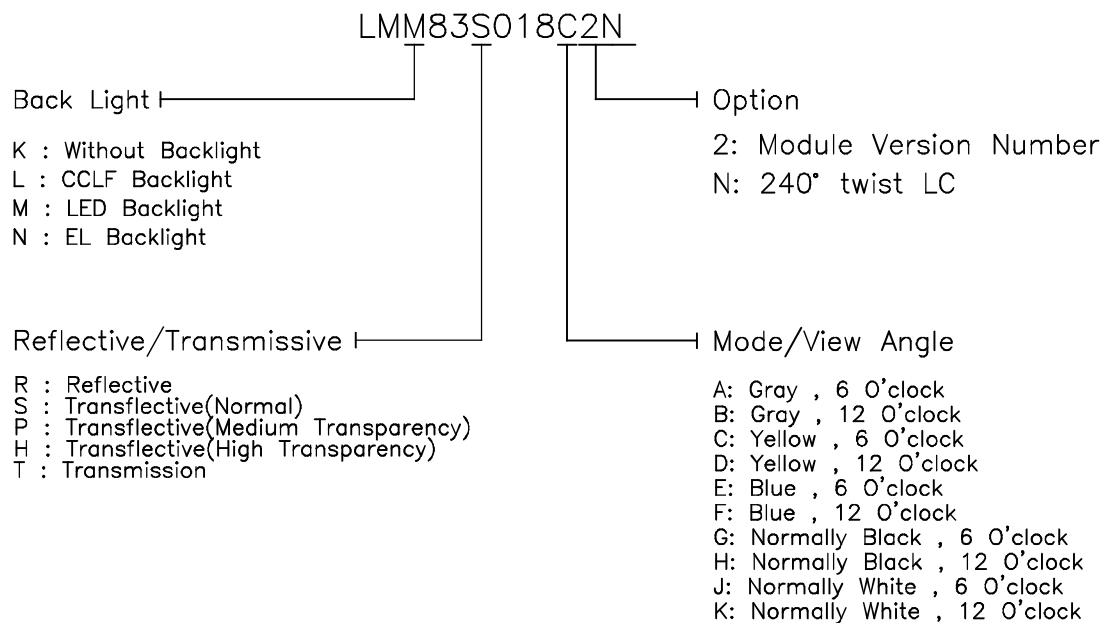 LMM83S018C2N
Back Light
K : Without Backlight
L : CCLF Backlight
M : LED Backlight
N : EL Backlight
Option
2: Module Version Number
N: 240° twist LC
Reflective/Transmissive
R : Reflective
S : Transflective(Normal)
P : Transflective(Medium Transparency)
H : Transflective(High Transparency)
T : Transmission
Mode/View Angle
A: Gray , 6 O'clock
B: Gray , 12 O'clock
C: Yellow , 6 O'clock
D: Yellow , 12 O'clock
E: Blue , 6 O'clock
F: Blue , 12 O'clock
G: Normally Black , 6 O'clock
H: Normally Black , 12 O'clock
J: Normally White , 6 O'clock
K: Normally White , 12 O'clock